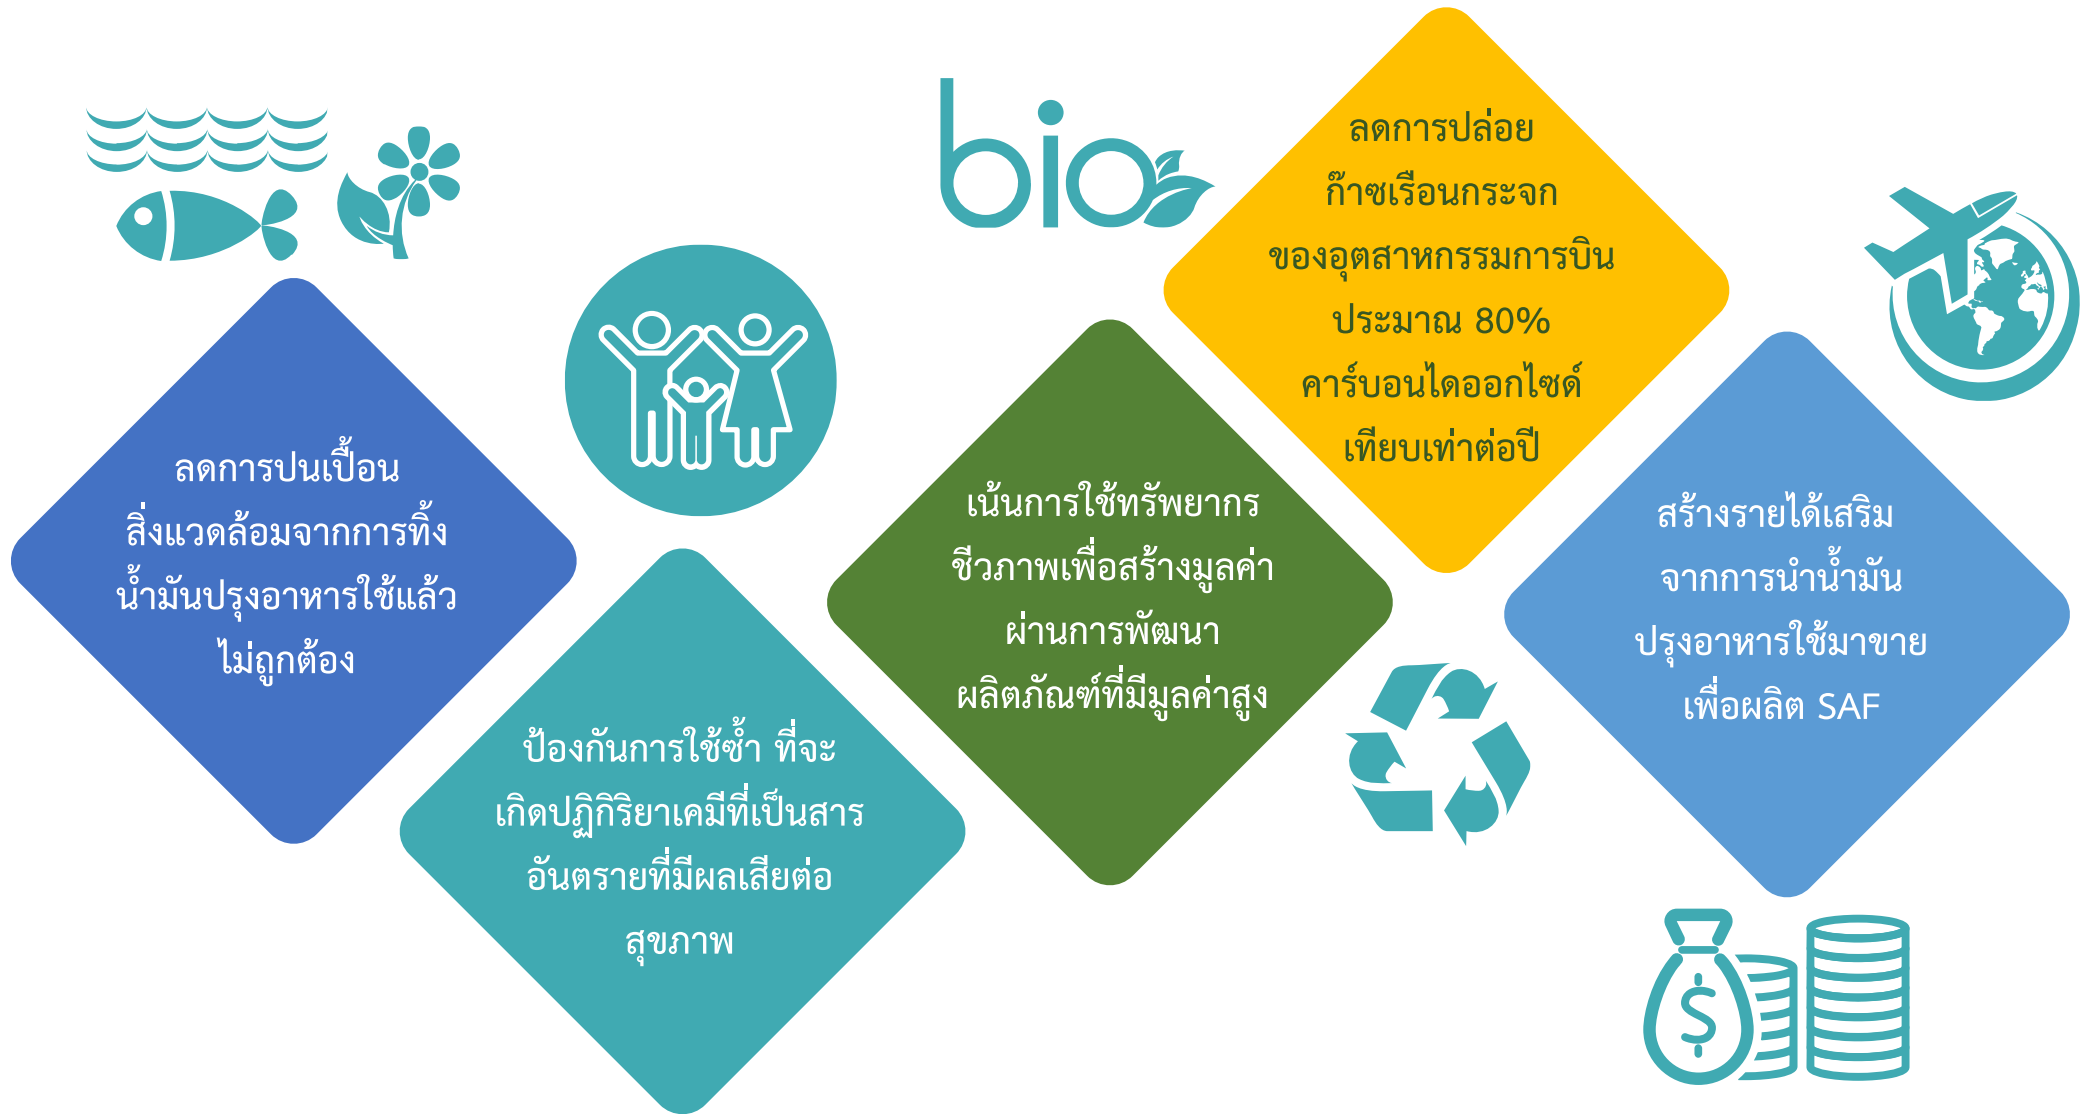 ลดการปนเปื้อน
สิ่งแวดล้อมจากการทิ้ง
น้ำมันปรุงอาหารใช้แล้ว
ไม่ถูกต้อง
ป้องกันการใช้ซ้ำ ที่จะ
เกิดปฏิกิริยาเคมีที่เป็นสาร
อันตรายที่มีผลเสียต่อ
สุขภาพ
bio
เน้นการใช้ทรัพยากร
ชีวภาพเพื่อสร้างมูลค่า
ผ่านการพัฒนา
ผลิตภัณฑ์ที่มีมูลค่าสูง
ลดการปล่อย
ก๊าซเรือนกระจก
ของอุตสาหกรรมการบิน
ประมาณ 80%
คาร์บอนไดออกไซด์
เทียบเท่าต่อปี
สร้างรายได้เสริม
จากการนำน้ำมัน
ปรุงอาหารใช้มาขาย
เพื่อผลิต SAF
$